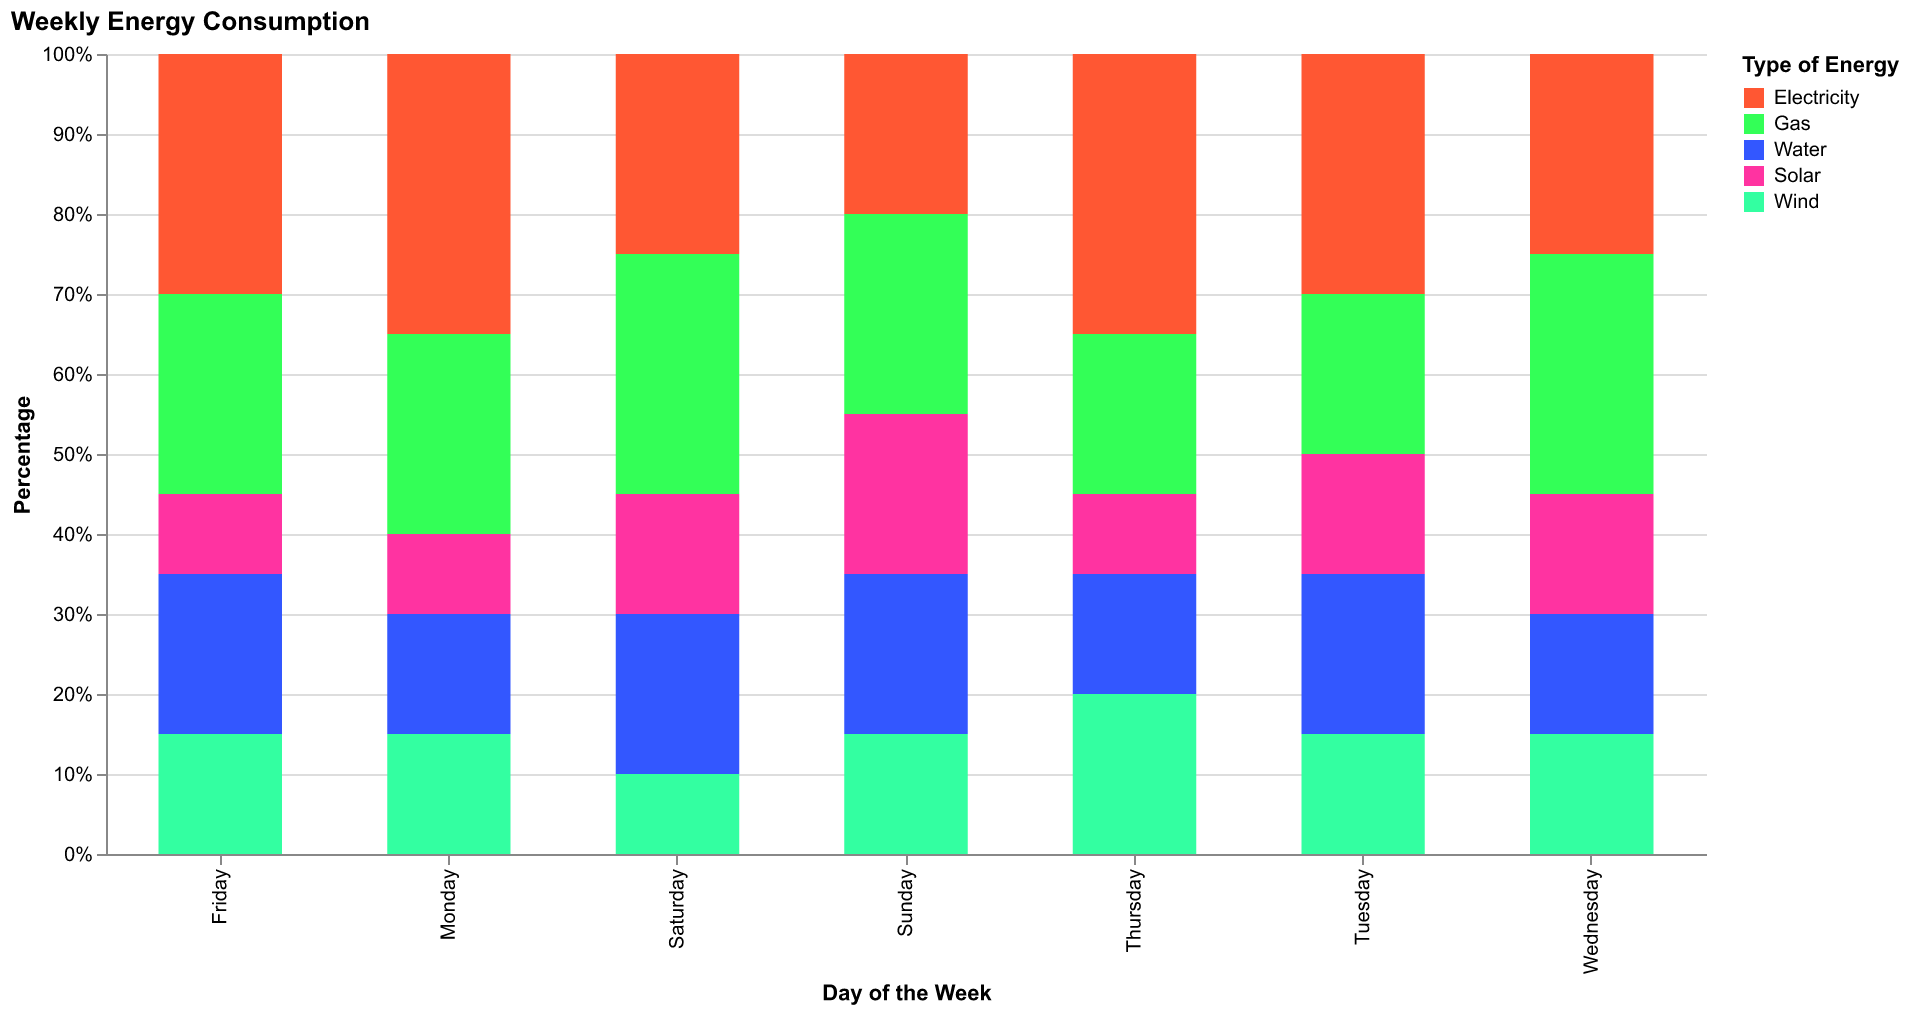 Weekly Energy Consumption
100%
90%
80%
70%
60%
50%
40%
30%
20%
10%
0%
Percentage
Friday
Monday
Saturday
Sunday
Thursday
Tuesday
Wednesday
Day of the Week
Type of Energy
Electricity
Gas
Water
Solar
Wind